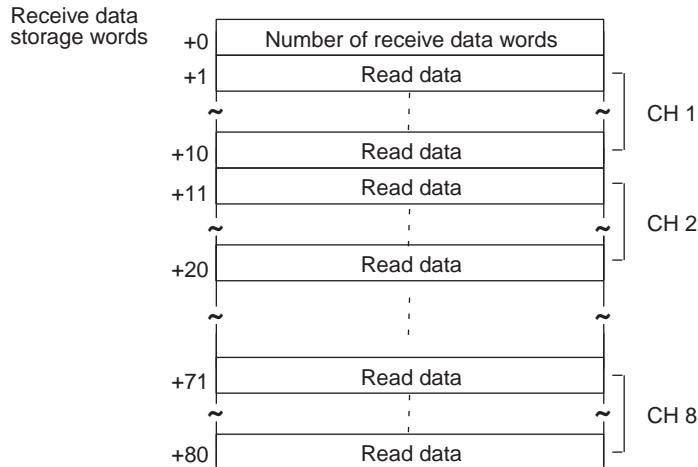 Receive data
storage words
+0 Number of receive data words
+1 Read data
CH 1
+10 Read data
+11 Read data
CH 2
+20 Read data
+71 Read data
CH 8
+80 Read data